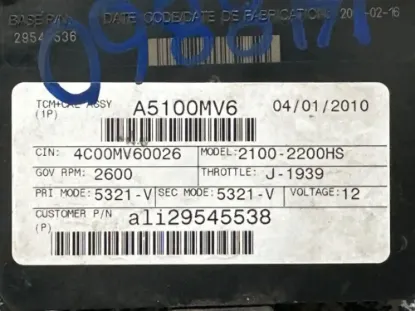 BASE P/N DATE CODE/DATE DE FABRICATION
TCM+CAL ASSY A5100MV6 04/01/2010
(1P)
CIN: 4C00MV60026 MODEL: 2100-2200HS
GOV RPM: 2600 THROTTLE: J-1939
PRI MODE: 5321-V SEC MODE: 5321-V VOLTAGE: 12
CUSTOMER P/N ali29545538
(P)